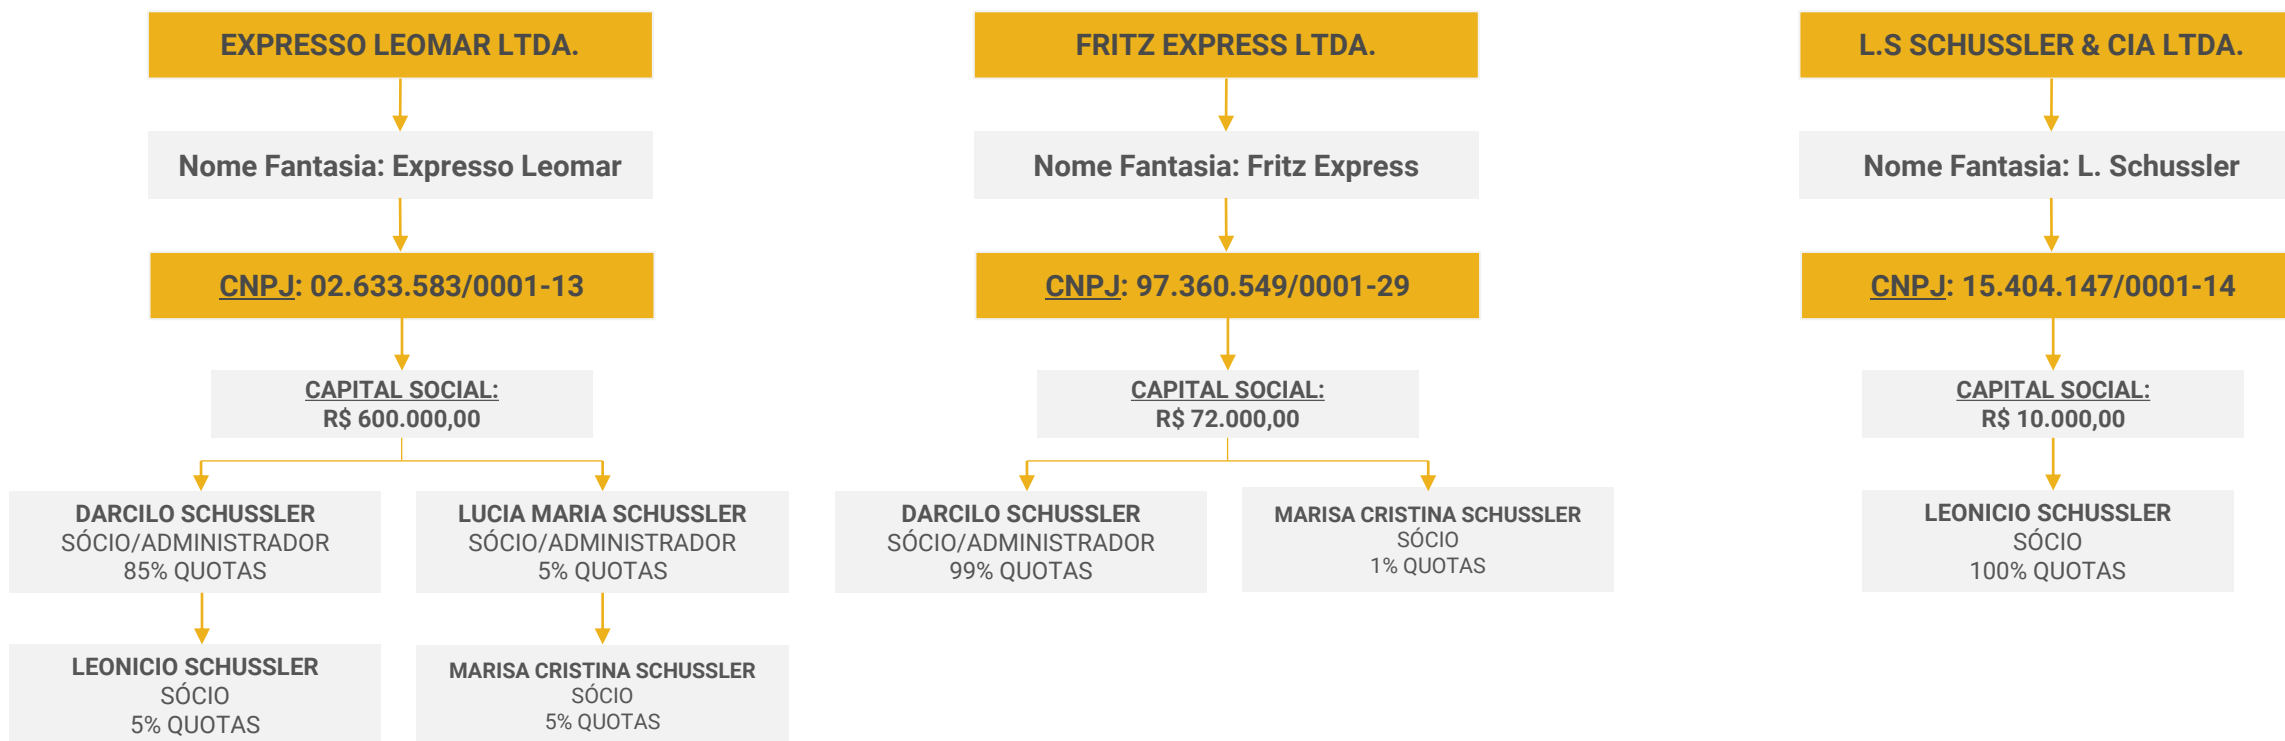 EXPRESSO LEOMAR LTDA.
Nome Fantasia: Expresso Leomar
CNPJ: 02.633.583/0001-13
CAPITAL SOCIAL:
R$ 600.000,00
DARCILO SCHUSSLER
SÓCIO/ADMINISTRADOR
85% QUOTAS
LUCIA MARIA SCHUSSLER
SÓCIO/ADMINISTRADOR
5% QUOTAS
LEONICIO SCHUSSLER
SÓCIO
5% QUOTAS
MARISA CRISTINA SCHUSSLER
SÓCIO
5% QUOTAS
FRITZ EXPRESS LTDA.
Nome Fantasia: Fritz Express
CNPJ: 97.360.549/0001-29
CAPITAL SOCIAL:
R$ 72.000,00
DARCILO SCHUSSLER
SÓCIO/ADMINISTRADOR
99% QUOTAS
MARISA CRISTINA SCHUSSLER
SÓCIO
1% QUOTAS
L.S SCHUSSLER & CIA LTDA.
Nome Fantasia: L. Schussler
CNPJ: 15.404.147/0001-14
CAPITAL SOCIAL:
R$ 10.000,00
LEONICIO SCHUSSLER
SÓCIO
100% QUOTAS